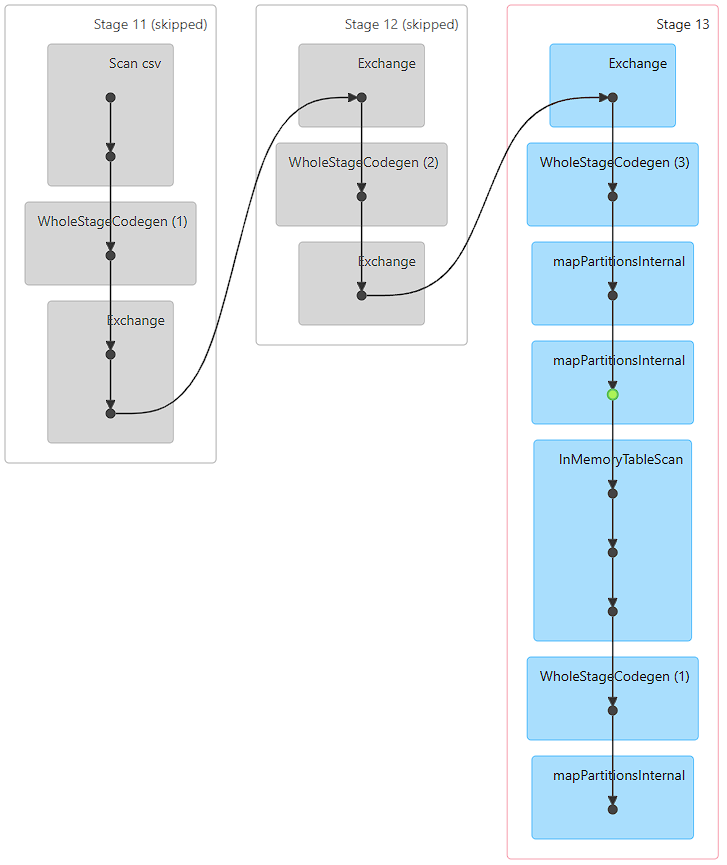 Stage 11 (skipped)
Scan csv
WholeStageCodegen (1)
Exchange
Stage 12 (skipped)
Exchange
WholeStageCodegen (2)
Exchange
Stage 13
Exchange
WholeStageCodegen (3)
mapPartitionsInternal
mapPartitionsInternal
InMemoryTableScan
WholeStageCodegen (1)
mapPartitionsInternal